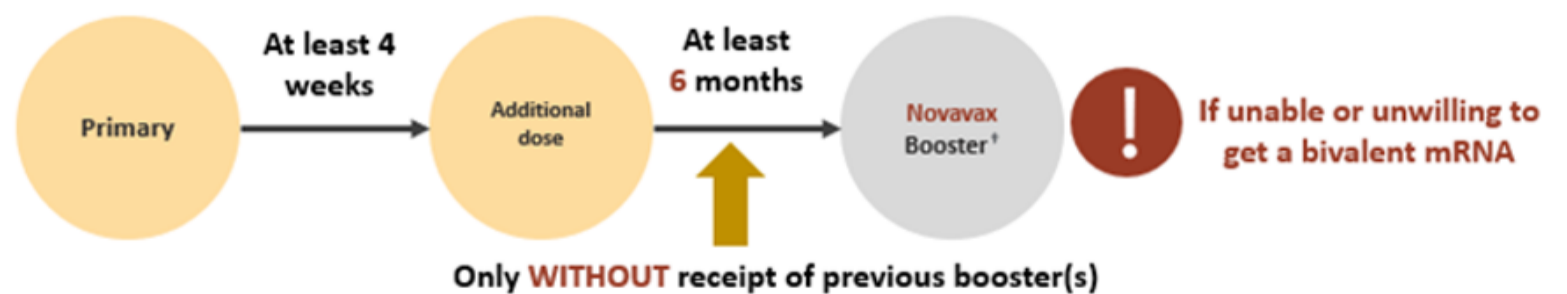 Primary
At least 4
weeks
Additional
dose
At least
6 months
Novavax
Booster†
!
If unable or unwilling to
get a bivalent mRNA
Only WITHOUT receipt of previous booster(s)